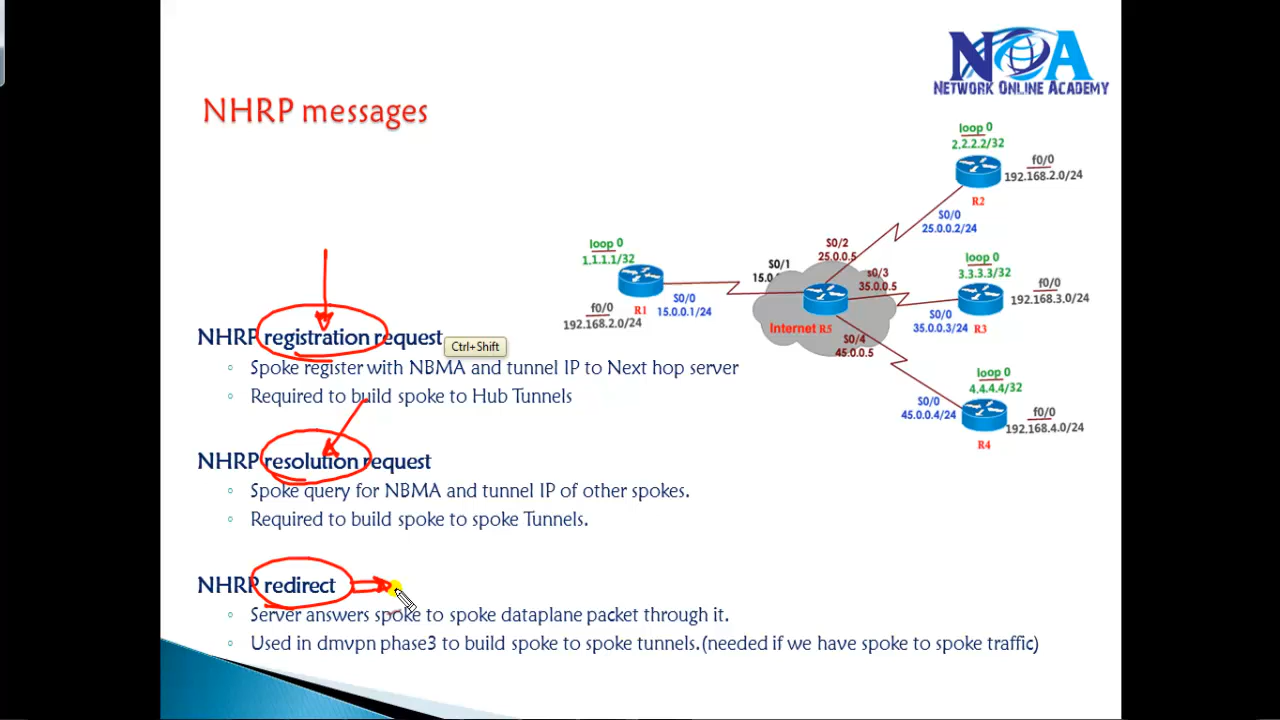 NOA
NETWORK ONLINE ACADEMY
NHRP messages
loop 0
2.2.2.2/32
f0/0
192.168.2.0/24
R2
S0/0
25.0.0.2/24
loop 0
1.1.1.1/32
R1
f0/0
192.168.2.0/24
S0/0
15.0.0.1/24
S0/1
15.0.
S0/2
25.0.0.5
s0/3
35.0.0.5
Internet R5
S0/4
45.0.0.5
loop 0
3.3.3.3/32
f0/0
192.168.3.0/24
R3
S0/0
35.0.0.3/24
loop 0
4.4.4.4/32
S0/0
45.0.0.4/24
f0/0
192.168.4.0/24
R4
NHRP registration request
Ctrl+Shift
◦ Spoke register with NBMA and tunnel IP to Next hop server
◦ Required to build spoke to Hub Tunnels
NHRP resolution request
◦ Spoke query for NBMA and tunnel IP of other spokes.
◦ Required to build spoke to spoke Tunnels.
NHRP redirect
◦ Server answers spoke to spoke dataplane packet through it.
◦ Used in dmvpn phase3 to build spoke to spoke tunnels.(needed if we have spoke to spoke traffic)